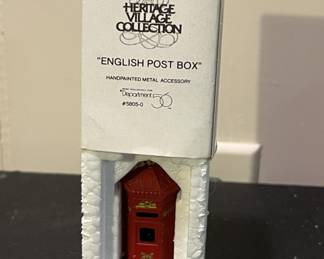 HERITAGE
VILLAGE
COLLECTION
"ENGLISH POST BOX"
HANDPAINTED METAL ACCESSORY
Department 56
#5805-0